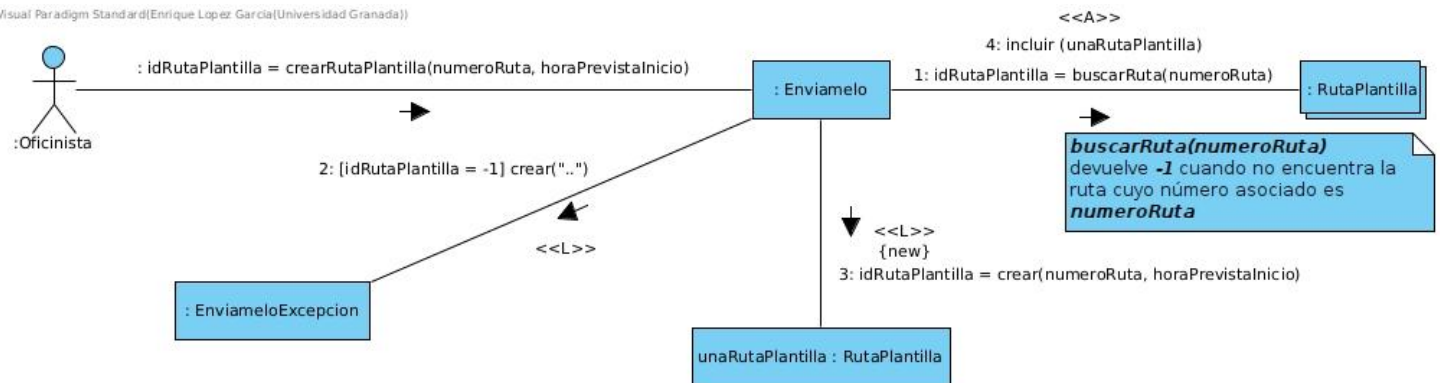 Visual Paradigm Standard(Enrique Lopez Garcia(Universidad Granada))
<<A>>
4: incluir (unaRutaPlantilla)
: idRutaPlantilla = crearRutaPlantilla(numeroRuta, horaPrevistaInicio)
1: idRutaPlantilla = buscarRuta(numeroRuta)
: Enviamelo
: RutaPlantilla
:Oficinista
buscarRuta(numeroRuta)
devuelve -1 cuando no encuentra la
ruta cuyo número asociado es
numeroRuta
2: [idRutaPlantilla = -1] crear("..")
<<L>>
<<L>>
{new}
3: idRutaPlantilla = crear(numeroRuta, horaPrevistaInicio)
: EnviameloExcepcion
unaRutaPlantilla : RutaPlantilla